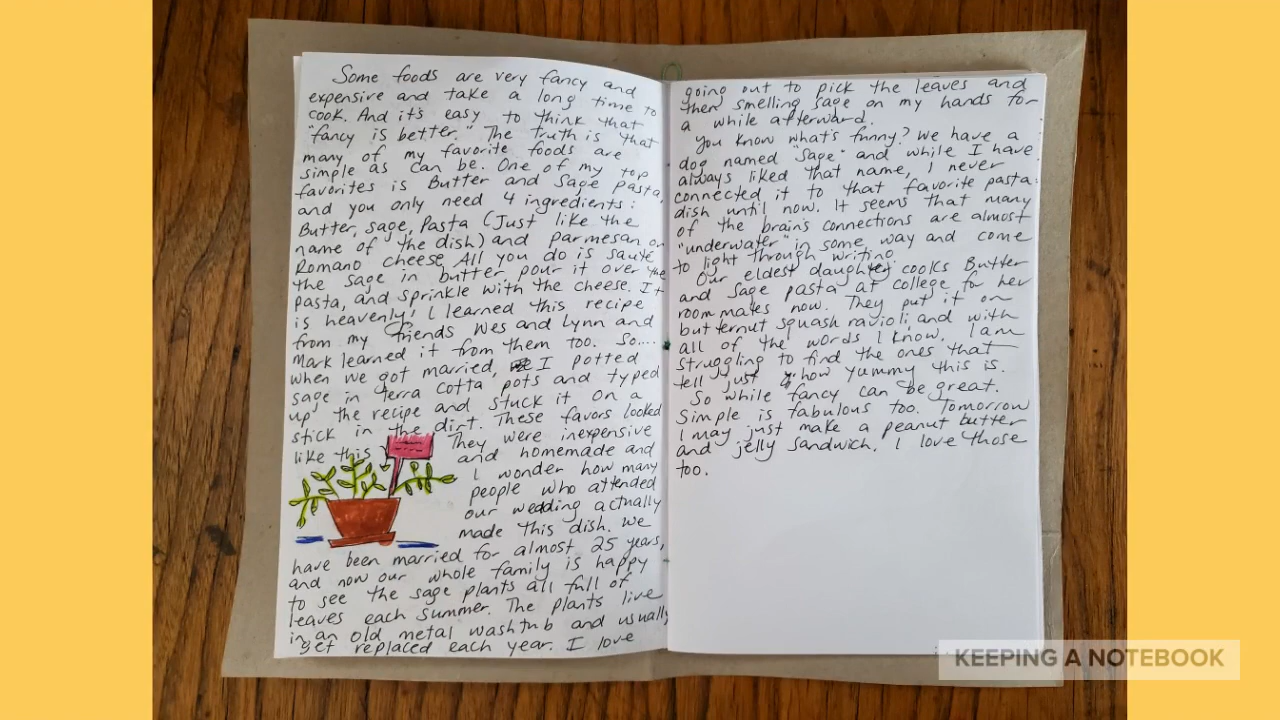 Some foods are very fancy and
expensive and take a long time to
cook. And it's easy to think that
"fancy is better." The truth is that
many of my favorite foods are
simple as can be. One of my top
favorites is Butter and Sage Pasta,
and you only need 4 ingredients:
Butter, sage, Pasta (Just like the
name of the dish) and parmesan or
Romano cheese. All you do is sauté
the sage in butter, pour it over the
pasta, and sprinkle with the cheese. It
is heavenly! I learned this recipe
from my friends Wes and Lynn and
Mark learned it from them too. So....
when we got married, I potted
sage in terra cotta pots and typed
up the recipe and stuck it on a
stick in the dirt. These favors looked
like this
They were inexpensive
and homemade and
I wonder how many
people who attended
our wedding actually
made this dish. We
have been married for almost 25 years,
and now our whole family is happy
to see the sage plants all full of
leaves each summer. The plants live
in an old metal washtub and usually
get replaced each year. I love
going out to pick the leaves and
then smelling sage on my hands for
a while afterward.
You know what's funny? We have a
dog named "Sage" and while I have
always liked that name, I never
connected it to that favorite pasta
dish until now. It seems that many
of the brain's connections are almost
"underwater" in some way and come
to light through writing.
Our eldest daughter cooks Butter
and Sage pasta at college for her
roommates now. They put it on
butternut squash ravioli, and with
all of the words I know, I am
struggling to find the ones that
tell just how yummy this is.
So while fancy can be great.
Simple is fabulous too. Tomorrow
I may just make a peanut butter
and jelly sandwich. I love those
too.
KEEPING A NOTEBOOK